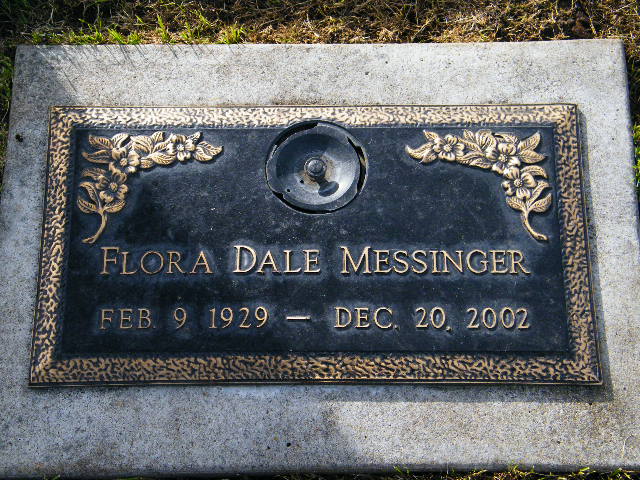 FLORA DALE MESSINGER
FEB. 9 1929 — DEC. 20, 2002